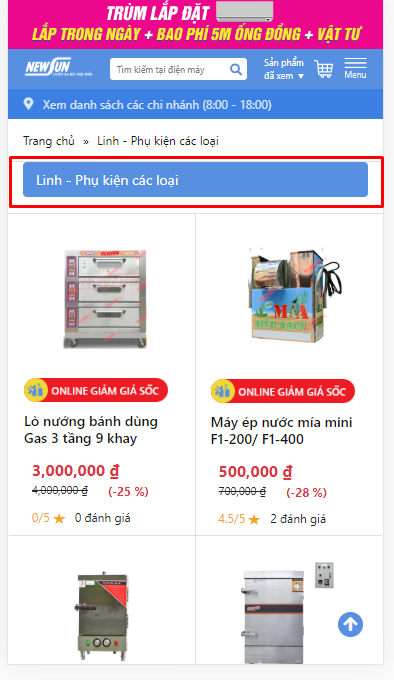 TRÙM LẮP ĐẶT
LẮP TRONG NGÀY + BAO PHÍ 5M ỐNG ĐỒNG + VẬT TƯ
NEWSUN
Tìm kiếm tại điện máy
Sản phẩm
đã xem ▼
Menu
Xem danh sách các chi nhánh (8:00 - 18:00)
Trang chủ » Linh - Phụ kiện các loại
Linh - Phụ kiện các loại
MÍA
SIÊU SẠCH
ONLINE GIẢM GIÁ SỐC
ONLINE GIẢM GIÁ SỐC
Lò nướng bánh dùng
Gas 3 tầng 9 khay
Máy ép nước mía mini
F1-200/ F1-400
3,000,000 ₫
4,000,000 ₫ (-25 %)
500,000 ₫
700,000 ₫ (-28 %)
0/5 ★ 0 đánh giá
4.5/5 ★ 2 đánh giá